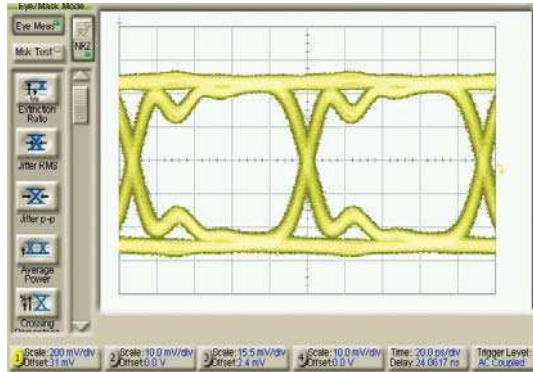 Eye/Mask Mode
Eye Meas
RZ
NRZ
Msk Test
Extinction
Ratio
Jitter RMS
Jitter p-p
Average
Power
Crossing
1 Scale: 200 mV/div
Offset: 31 mV
2 Scale: 10.0 mV/div
Offset: 0.0 V
3 Scale: 15.5 mV/div
Offset: 2.4 mV
4 Scale: 10.0 mV/div
Offset: 0.0 V
Time: 20.0 ps/div
Delay: 24.0617 ns
Trigger Level:
AC Coupled